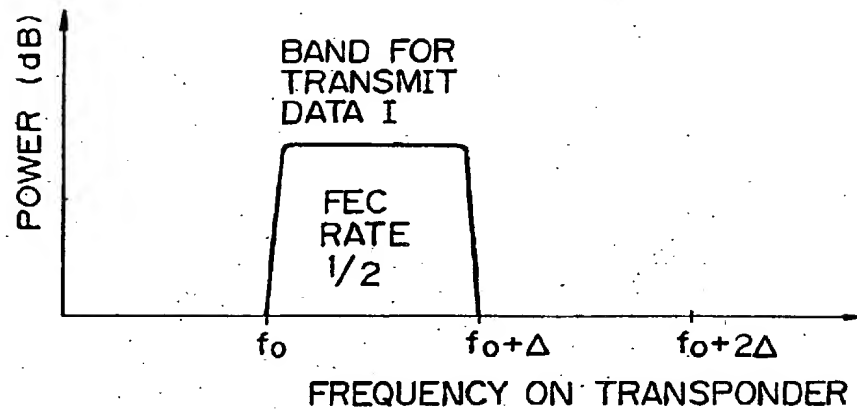 POWER (dB)
BAND FOR
TRANSMIT
DATA I
FEC
RATE
1/2
fo
fo+Δ
fo+2Δ
FREQUENCY ON TRANSPONDER